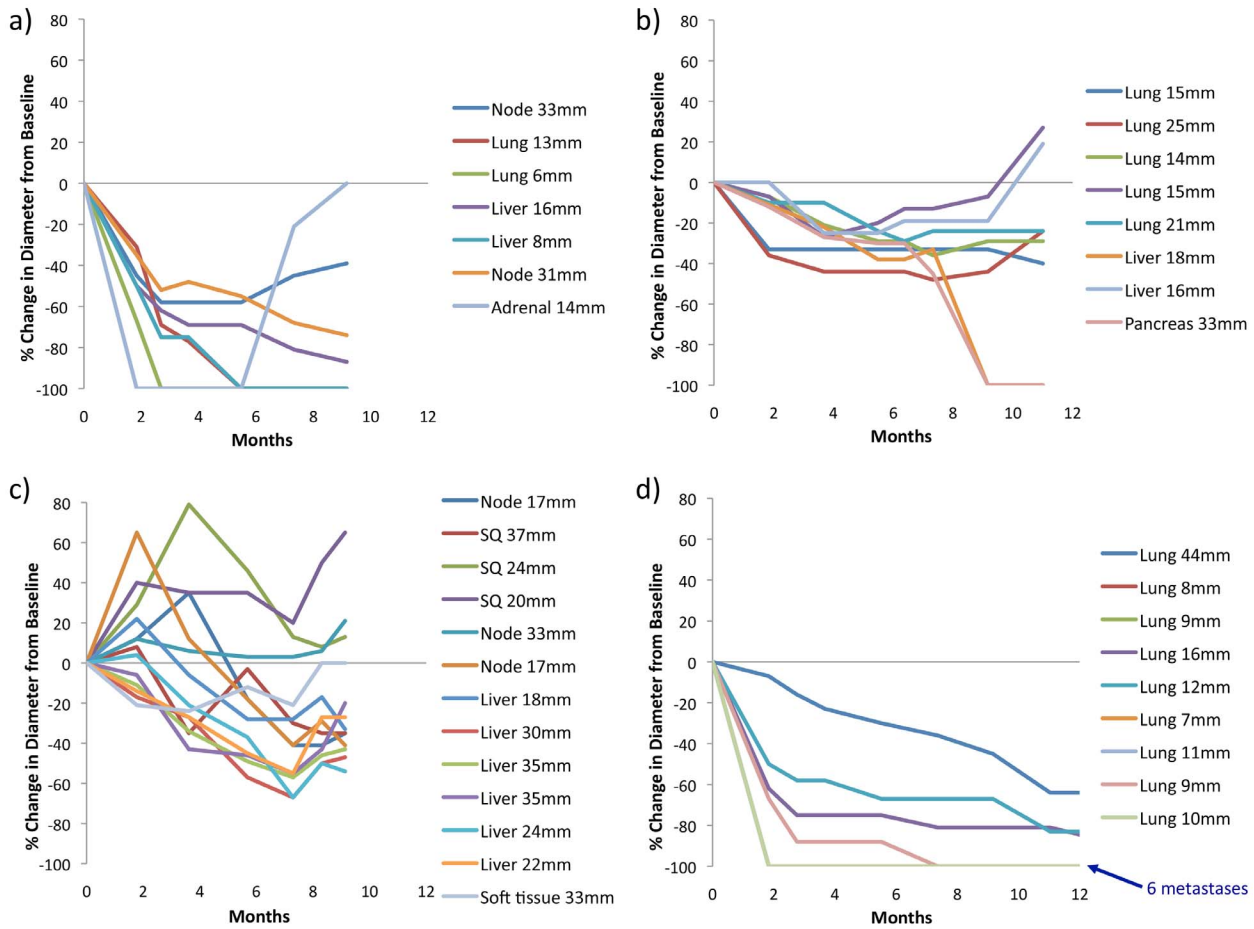 a)
80
60
40
20
0
-20
-40
-60
-80
-100
% Change in Diameter from Baseline
0 2 4 6 8 10 12
Months
Node 33mm
Lung 13mm
Lung 6mm
Liver 16mm
Liver 8mm
Node 31mm
Adrenal 14mm
b)
80
60
40
20
0
-20
-40
-60
-80
-100
% Change in Diameter from Baseline
0 2 4 6 8 10 12
Months
Lung 15mm
Lung 25mm
Lung 14mm
Lung 15mm
Lung 21mm
Liver 18mm
Liver 16mm
Pancreas 33mm
c)
80
60
40
20
0
-20
-40
-60
-80
-100
% Change in Diameter from Baseline
0 2 4 6 8 10 12
Months
Node 17mm
SQ 37mm
SQ 24mm
SQ 20mm
Node 33mm
Node 17mm
Liver 18mm
Liver 30mm
Liver 35mm
Liver 35mm
Liver 24mm
Liver 22mm
Soft tissue 33mm
d)
80
60
40
20
0
-20
-40
-60
-80
-100
% Change in Diameter from Baseline
0 2 4 6 8 10 12
Months
Lung 44mm
Lung 8mm
Lung 9mm
Lung 16mm
Lung 12mm
Lung 7mm
Lung 11mm
Lung 9mm
Lung 10mm
6 metastases